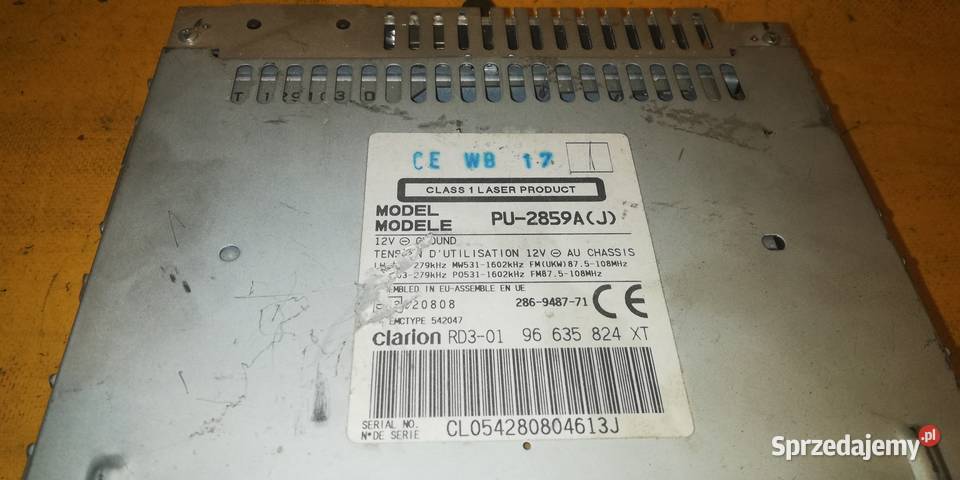 CE WB 17
CLASS 1 LASER PRODUCT
MODEL
MODELE
PU-2859A(J)
12V ⊖ GROUND
TENSION D'UTILISATION 12V ⊖ AU CHASSIS
-279kHz MW531-1602kHz FM(UKW)87.5-108MHz
-279kHz PO531-1602kHz FM87.5-108MHz
ASSEMBLED IN EU-ASSEMBLE EN UE
20808
286-9487-71 CE
EMCTYPE 542047
clarion RD3-01 96 635 824 XT
SERIAL NO.
N° DE SERIE
CL054280804613J
Sprzedajemy.pl